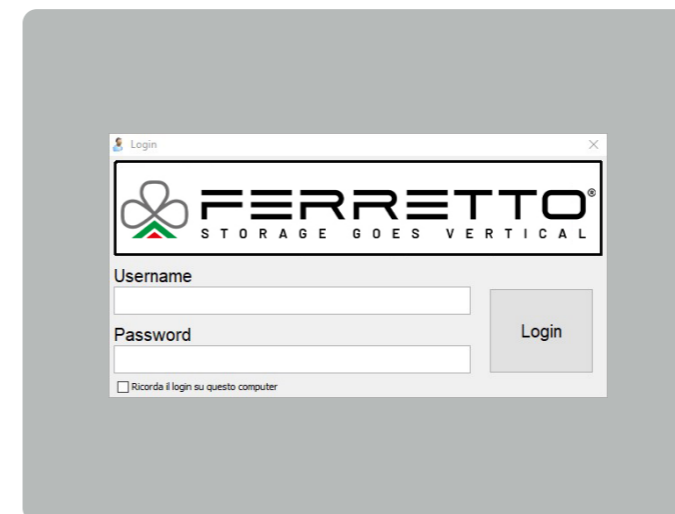 Login
FERRETTO®
STORAGE GOES VERTICAL
Username
Password
Login
Ricorda il login su questo computer